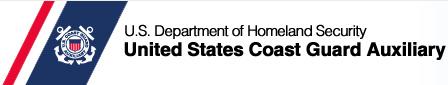 U.S. Department of Homeland Security
United States Coast Guard Auxiliary